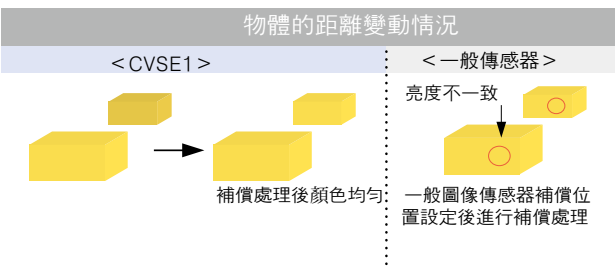 物體的距離變動情況
<CVSE1>
補償處理後顏色均勻
<一般傳感器>
亮度不一致
一般圖像傳感器補償位
置設定後進行補償處理